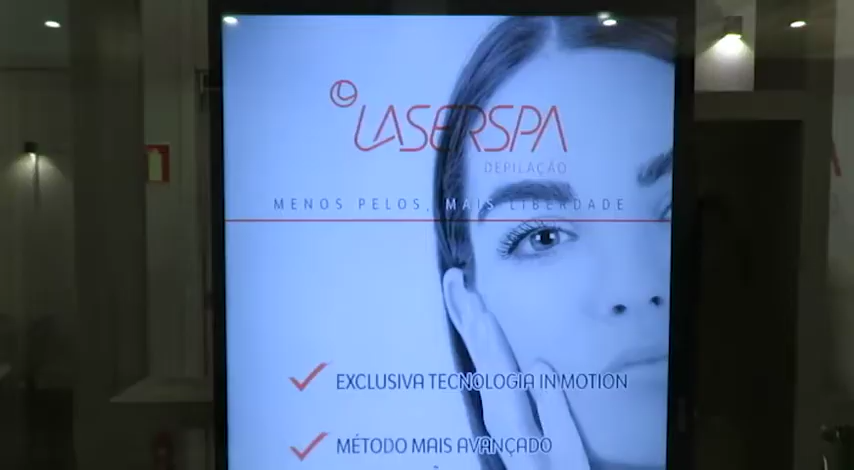 LASERSPA
DEPILAÇÃO
MENOS PELOS, MAIS LIBERDADE
EXCLUSIVA TECNOLOGIA IN MOTION
MÉTODO MAIS AVANÇADO